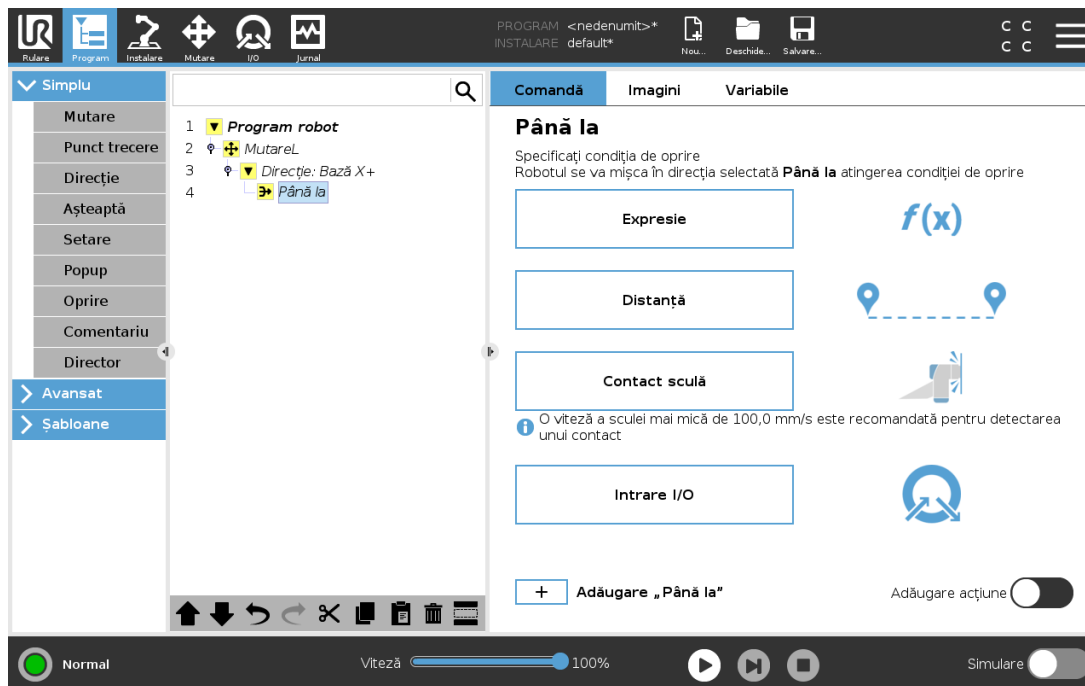 PROGRAM <nedenumit>*
INSTALARE default*
UR
Rulare Program Instalare Mutare I/O Jurnal
Nou... Deschide... Salvare...
C C
C C
Simplu
Mutare
Punct trecere
Direcție
Așteaptă
Setare
Popup
Oprire
Comentariu
Director
Avansat
Șabloane
1 Program robot
2 MutareL
3 Direcție: Bază X+
4 Până la
Comandă Imagini Variabile
Până la
Specificați condiția de oprire
Robotul se va mișca în direcția selectată Până la atingerea condiției de oprire
Expresie f(x)
Distanță
Contact sculă
O viteză a sculei mai mică de 100,0 mm/s este recomandată pentru detectarea
unui contact
Intrare I/O
+ Adăugare „Până la” Adăugare acțiune
Normal Viteză 100% Simulare